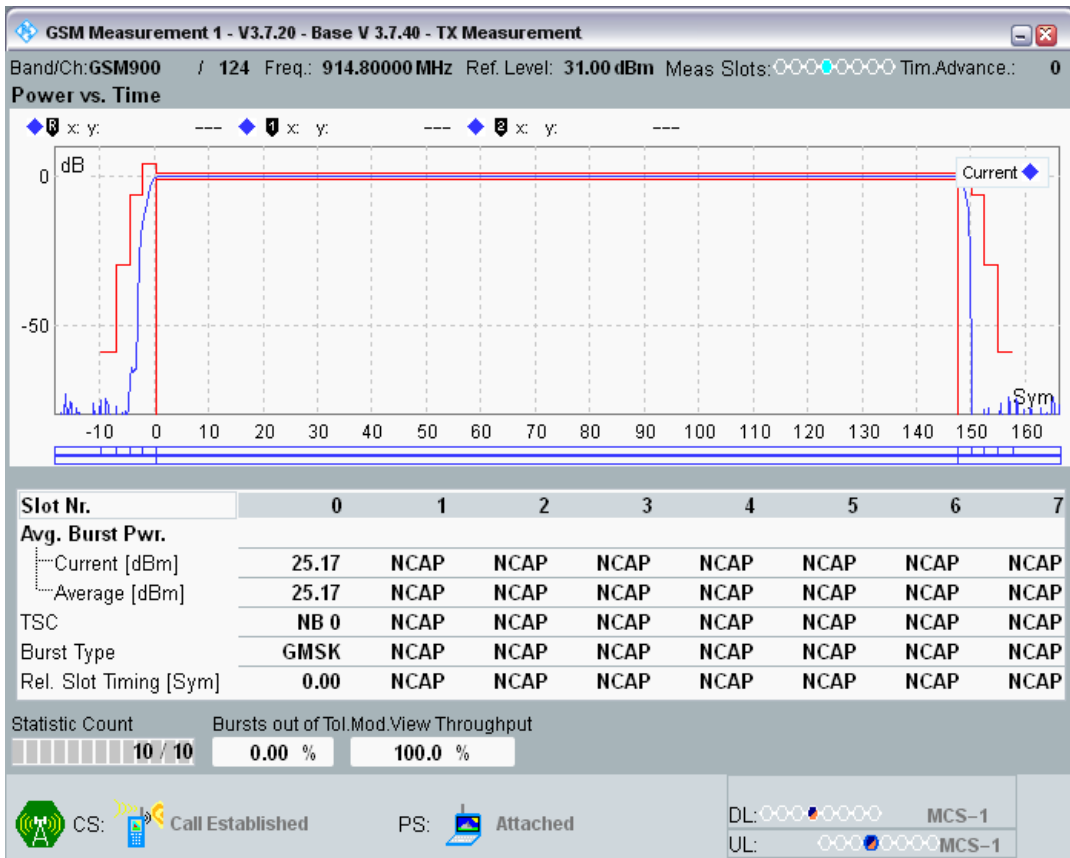 GSM Measurement 1 - V3.7.20 - Base V 3.7.40 - TX Measurement
Band/Ch:GSM900 / 124 Freq.: 914.80000 MHz Ref. Level: 31.00 dBm Meas Slots: Tim.Advance.: 0
Power vs. Time
R x: y: --- 1 x: y: --- 2 x: y: ---
dB
Current
0
-50
Sym
-10 0 10 20 30 40 50 60 70 80 90 100 110 120 130 140 150 160
Slot Nr. 0 1 2 3 4 5 6 7
Avg. Burst Pwr.
Current [dBm] 25.17 NCAP NCAP NCAP NCAP NCAP NCAP NCAP
Average [dBm] 25.17 NCAP NCAP NCAP NCAP NCAP NCAP NCAP
TSC NB 0 NCAP NCAP NCAP NCAP NCAP NCAP NCAP
Burst Type GMSK NCAP NCAP NCAP NCAP NCAP NCAP NCAP
Rel. Slot Timing [Sym] 0.00 NCAP NCAP NCAP NCAP NCAP NCAP NCAP
Statistic Count Bursts out of Tol.Mod.View Throughput
10 / 10 0.00 % 100.0 %
CS: Call Established PS: Attached
DL: MCS-1
UL: MCS-1